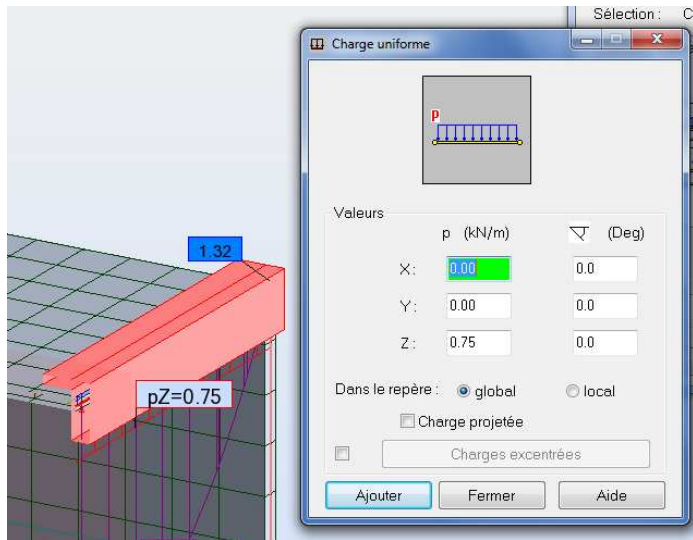 Sélection : C
Charge uniforme
p
Valeurs
p (kN/m) (Deg)
X : 0.00 0.0
Y : 0.00 0.0
Z : 0.75 0.0
Dans le repère : global local
Charge projetée
Charges excentrées
Ajouter Fermer Aide
1.32
pZ=0.75